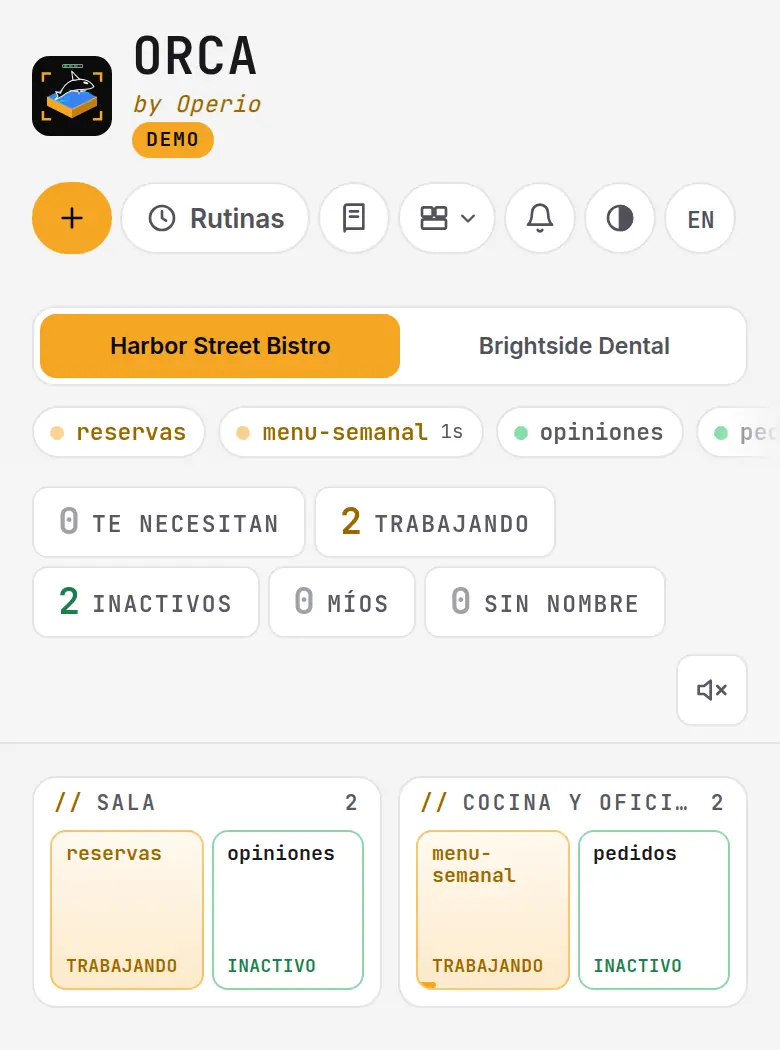 ORCA
by Operio
DEMO
+ Rutinas EN
Harbor Street Bistro Brightside Dental
reservas menu-semanal 1s opiniones
0 TE NECESITAN 2 TRABAJANDO
2 INACTIVOS 0 MÍOS 0 SIN NOMBRE
// SALA 2 // COCINA Y OFICI… 2
reservas opiniones menu- pedidos
semanal
TRABAJANDO INACTIVO TRABAJANDO INACTIVO